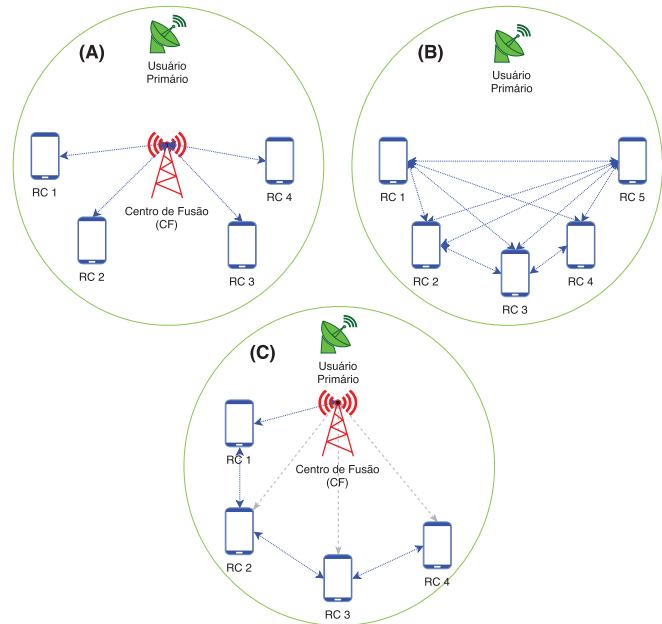 (A)
Usuário
Primário
RC 1
RC 4
Centro de Fusão
(CF)
RC 2
RC 3
(B)
Usuário
Primário
RC 1
RC 5
RC 2
RC 4
RC 3
(C)
Usuário
Primário
RC 1
Centro de Fusão
(CF)
RC 2
RC 4
RC 3